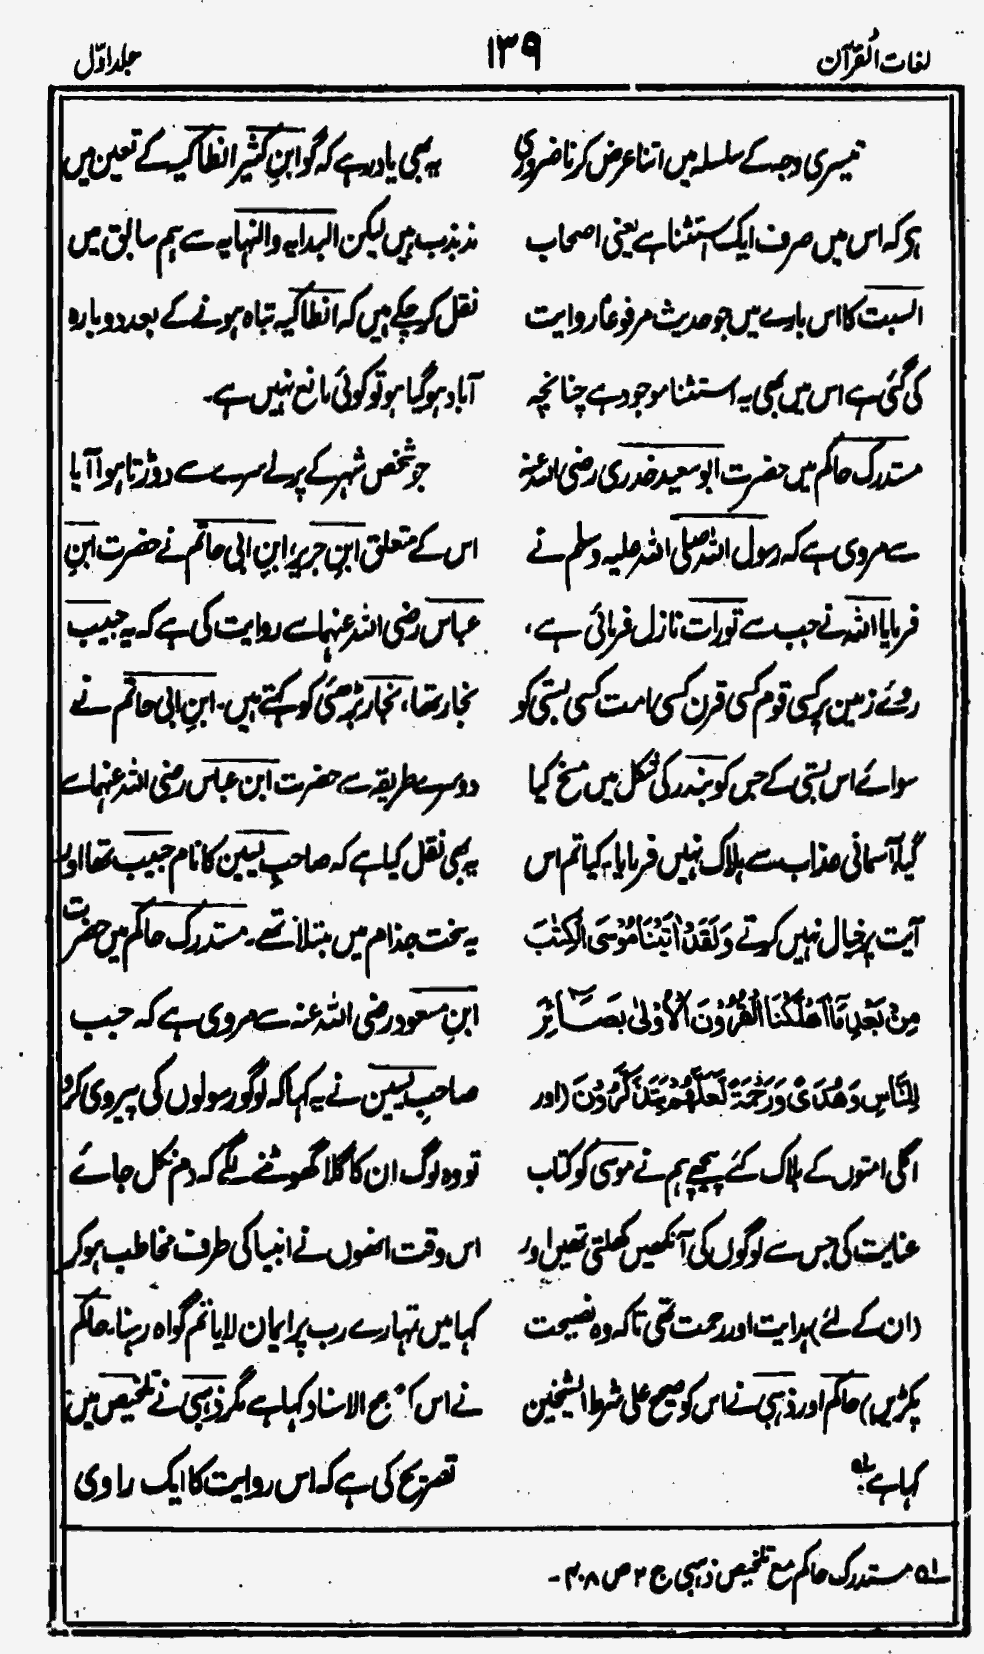 لغات القرآن
۱۳۹
جلد اوّل
تیسری وجہ کے سلسلہ میں اتنا عرض کرنا ضروری
ہی کہ اس میں صرف ایک استثنا ہے یعنی اصحاب
السبت کا اس بارے میں جو حدیث مرفوعاً روایت
کی گئی ہے اس میں بھی یہ استثنا موجود ہے چنانچہ
مستدرک حاکم میں حضرت ابو سعید خدری رضی اللہ عنہ
سے مروی ہے کہ رسول اللہ صلی اللہ علیہ وسلم نے
فرمایا اللہ نے جب سے تورات نازل فرمائی ہے،
روئے زمین پر کسی قوم کسی قرن کسی امت کسی بستی کو
سوائے اس بستی کے جس کو بندر کی شکل میں مسخ کیا
گیا آسمانی عذاب سے ہلاک نہیں فرمایا۔ کیا تم اس
آیت پر خیال نہیں کرتے وَلَقَدْ اٰتَيْنَا مُوْسَى الْكِتٰبَ
مِنْۢ بَعْدِ مَآ اَهْلَكْنَا الْقُرُوْنَ الْاُوْلٰى بَصَآئِرَ
لِلنَّاسِ وَهُدًى وَّرَحْمَةً لَّعَلَّهُمْ يَتَذَكَّرُوْنَ (اور
اگلی امتوں کے ہلاک کئے پیچھے ہم نے موسی کو کتاب
عنایت کی جس سے لوگوں کی آنکھیں کھلتی تھیں اور
(ان کے لئے) ہدایت اور رحمت تھی تاکہ وہ نصیحت
پکڑیں) حاکم اور ذہبی نے اس کو صحیح علی شرط الشیخین
کہا ہے لہ
یہ بھی یاد رہے کہ گو ابنِ کثیر انطاکیہ کے تعین میں
مذبذب ہیں لیکن البدایہ والنہایہ سے ہم سابق میں
نقل کر چکے ہیں کہ انطاکیہ تباہ ہونے کے بعد دوبارہ
آباد ہو گیا ہو تو کوئی مانع نہیں ہے۔
جو شخص شہر کے پرلے سرے سے دوڑتا ہوا آیا
اس کے متعلق ابنِ جریر، ابنِ ابی حاتم نے حضرت ابنِ
عباس رضی اللہ عنہما سے روایت کی ہے کہ یہ حبیب
نجار تھا، نجار بڑھئی کو کہتے ہیں۔ ابنِ ابی حاتم نے
دوسرے طریقہ سے حضرت ابن عباس رضی اللہ عنہما سے
یہ بھی نقل کیا ہے کہ صاحبِ یٰسین کا نام حبیب تھا اور
یہ سخت جذام میں مبتلا تھے۔ مستدرک حاکم میں حضرت
ابنِ مسعود رضی اللہ عنہ سے مروی ہے کہ جب
صاحبِ یٰسین نے یہ کہا کہ لوگو رسولوں کی پیروی کرو
تو وہ لوگ ان کا گلا گھونٹنے لگے کہ دم نکل جائے
اس وقت انھوں نے انبیا کی طرف مخاطب ہو کر
کہا میں تمہارے رب پر ایمان لایا تم گواہ رہنا۔ حاکم
نے اس کو صحیح الاسناد کہا ہے مگر ذہبی نے تلخیص میں
تصریح کی ہے کہ اس روایت کا ایک راوی
لہ مستدرک حاکم مع تلخیص ذہبی ج ۲ ص ۴۰۸ ۔